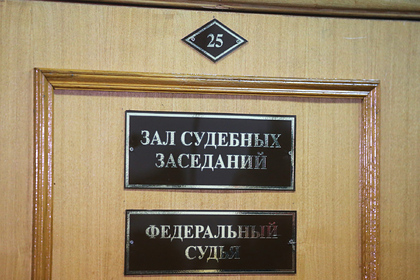 25
ЗАЛ СУДЕБНЫХ
ЗАСЕДАНИЙ
ФЕДЕРАЛЬНЫЙ
СУДЬЯ